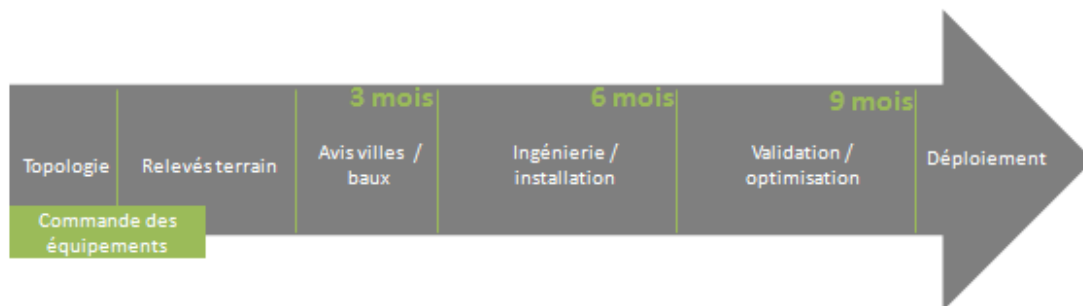 3 mois
6 mois
9 mois
Topologie
Relevés terrain
Avis villes /
baux
Ingénierie /
installation
Validation /
optimisation
Déploiement
Commande des
équipements